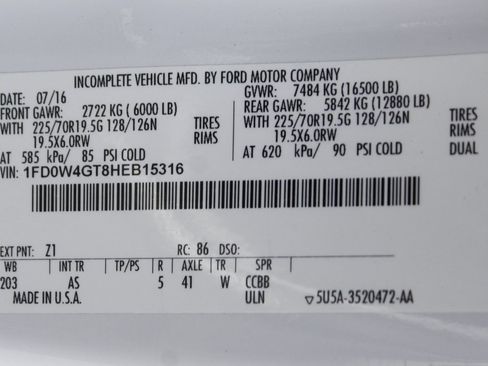 INCOMPLETE VEHICLE MFD. BY FORD MOTOR COMPANY
DATE: 07/16 GVWR: 7484 KG (16500 LB)
FRONT GAWR: 2722 KG ( 6000 LB) REAR GAWR: 5842 KG (12880 LB)
WITH 225/70R19.5G 128/126N TIRES WITH 225/70R19.5G 128/126N TIRES
19.5X6.0RW RIMS 19.5X6.0RW RIMS
AT 585 kPa/ 85 PSI COLD AT 620 kPa/ 90 PSI COLD DUAL
VIN: 1FD0W4GT8HEB15316
EXT PNT: Z1 RC: 86 DSO:
WB INT TR TP/PS R AXLE TR SPR
203 AS 5 41 W CCBB
MADE IN U.S.A. ULN ▽5U5A-3520472-AA